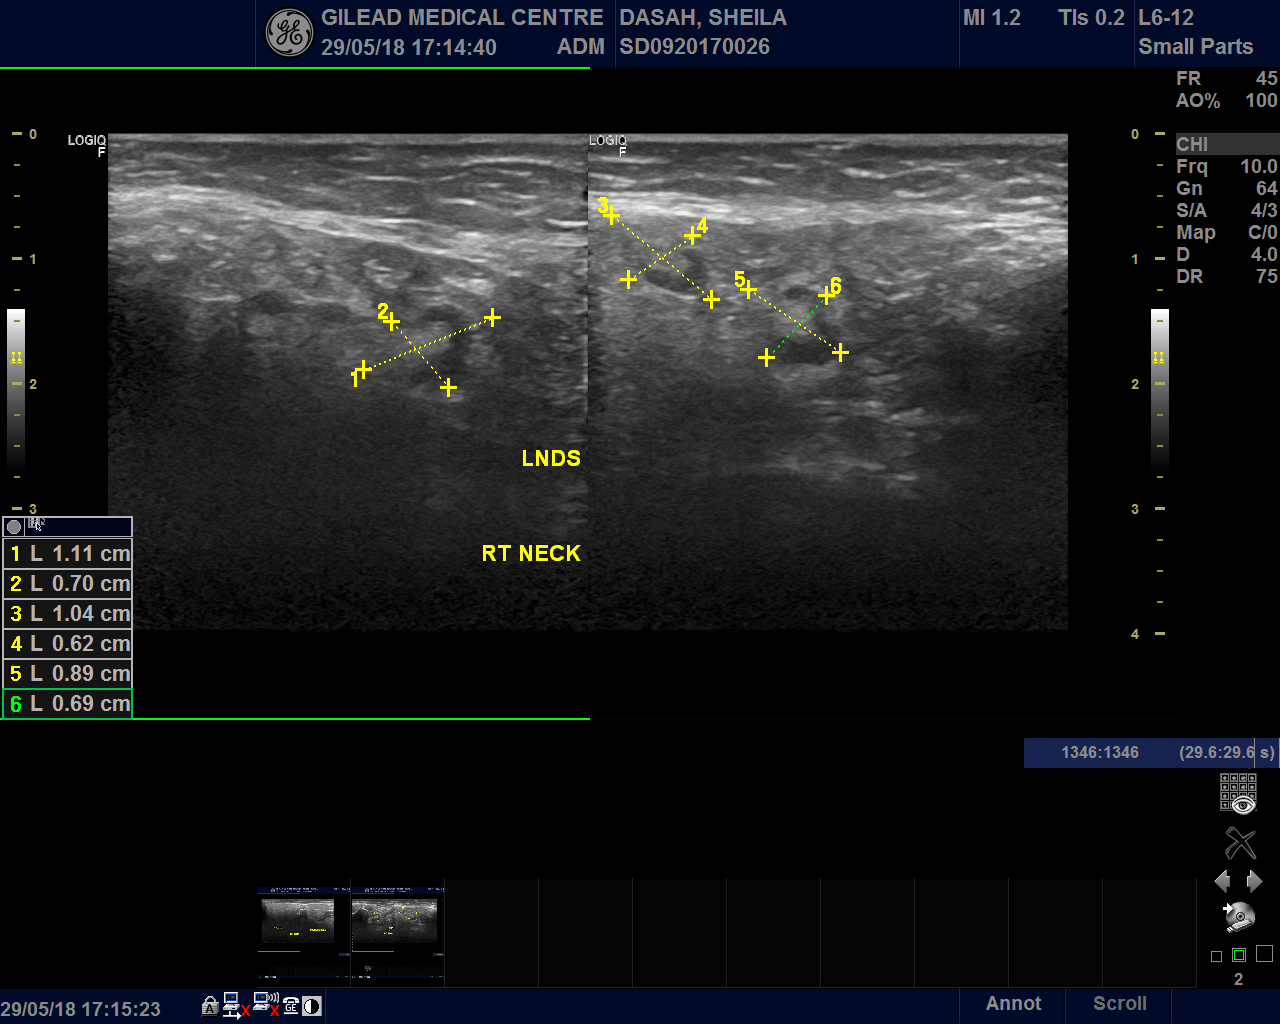 GILEAD MEDICAL CENTRE
29/05/18 17:14:40 ADM
DASAH, SHEILA
SD0920170026
MI 1.2 TIs 0.2
L6-12
Small Parts
FR 45
AO% 100
CHI
Frq 10.0
Gn 64
S/A 4/3
Map C/0
D 4.0
DR 75
LOGIQ
F
LOGIQ
F
0
1
2
3
0
1
2
3
4
1
2
3
4
5
6
LNDS
RT NECK
1 L 1.11 cm
2 L 0.70 cm
3 L 1.04 cm
4 L 0.62 cm
5 L 0.89 cm
6 L 0.69 cm
1346:1346 (29.6:29.6 s)
2
29/05/18 17:15:23
Annot
Scroll